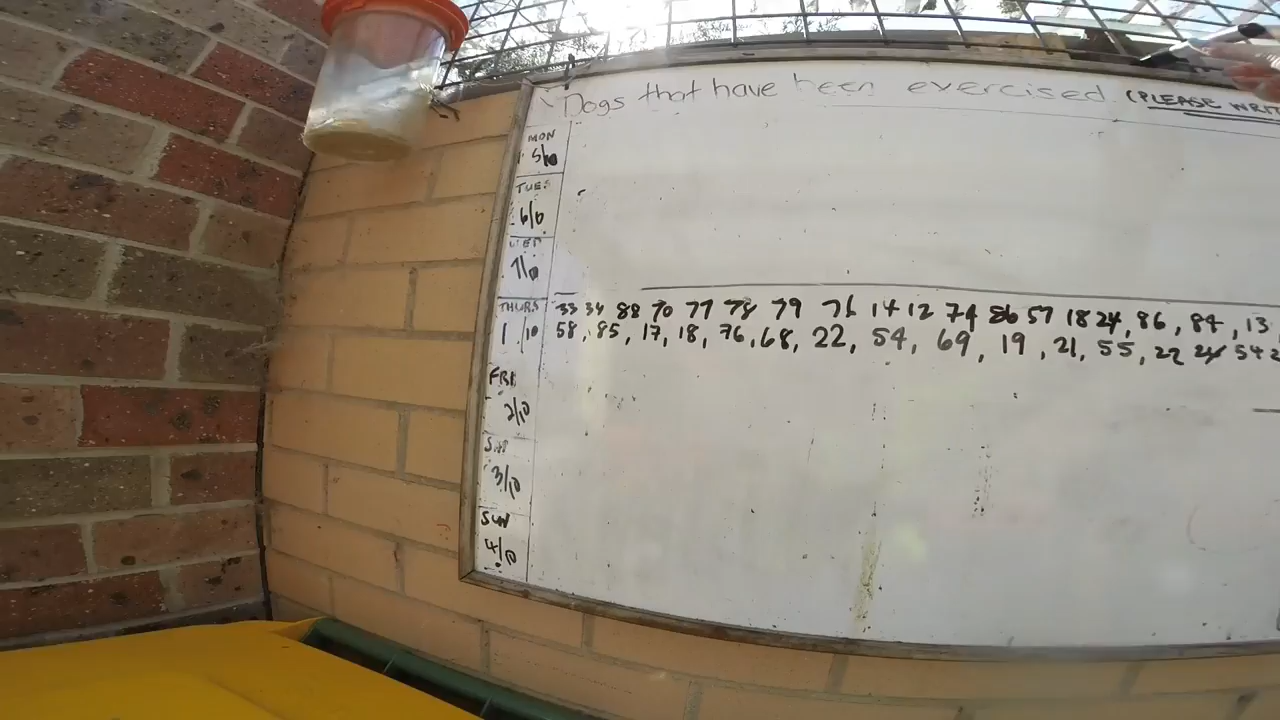 Dogs that have been exercised (PLEASE WRIT
MON
5/10
TUES
6/10
WED
7/10
THURS 33 34 88 70 77 78 79 76 14 12 74 86 57 18 24, 86, 84, 13
1/10 58, 85, 17, 18, 76, 68, 22, 54, 69, 19, 21, 55, 22 24 54 2
FRI
2/10
SAT
3/10
SUN
4/10